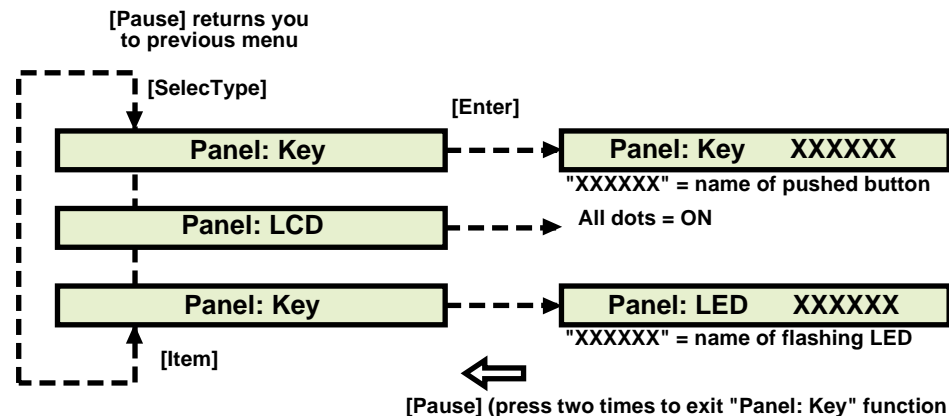 [Pause] returns you
to previous menu
[SelecType]
[Enter]
Panel: Key
Panel: Key XXXXXX
"XXXXXX" = name of pushed button
Panel: LCD
All dots = ON
Panel: Key
Panel: LED XXXXXX
"XXXXXX" = name of flashing LED
[Item]
[Pause] (press two times to exit "Panel: Key" function